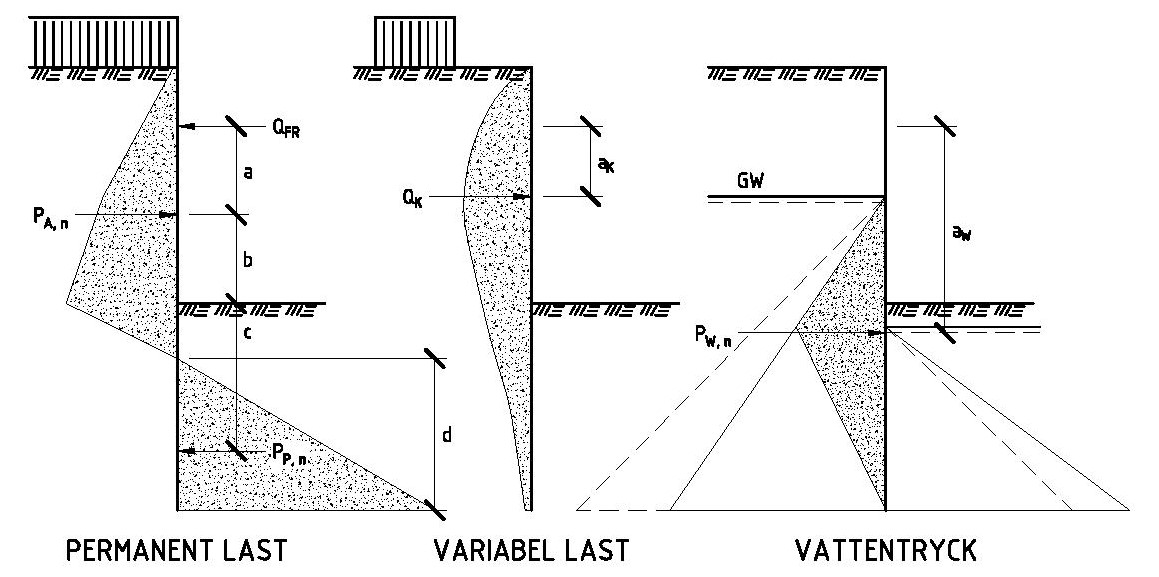 Q_FR
a
P_A,n
b
c
d
P_P,n
PERMANENT LAST
a_K
Q_K
VARIABEL LAST
GW
a_W
P_W,n
VATTENTRYCK